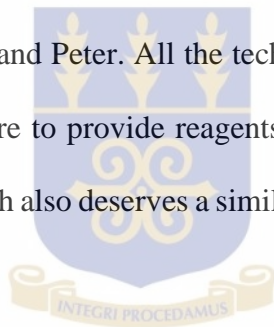 and Peter. All the tech
re to provide reagents
h also deserves a simil
INTEGRI PROCEDAMUS